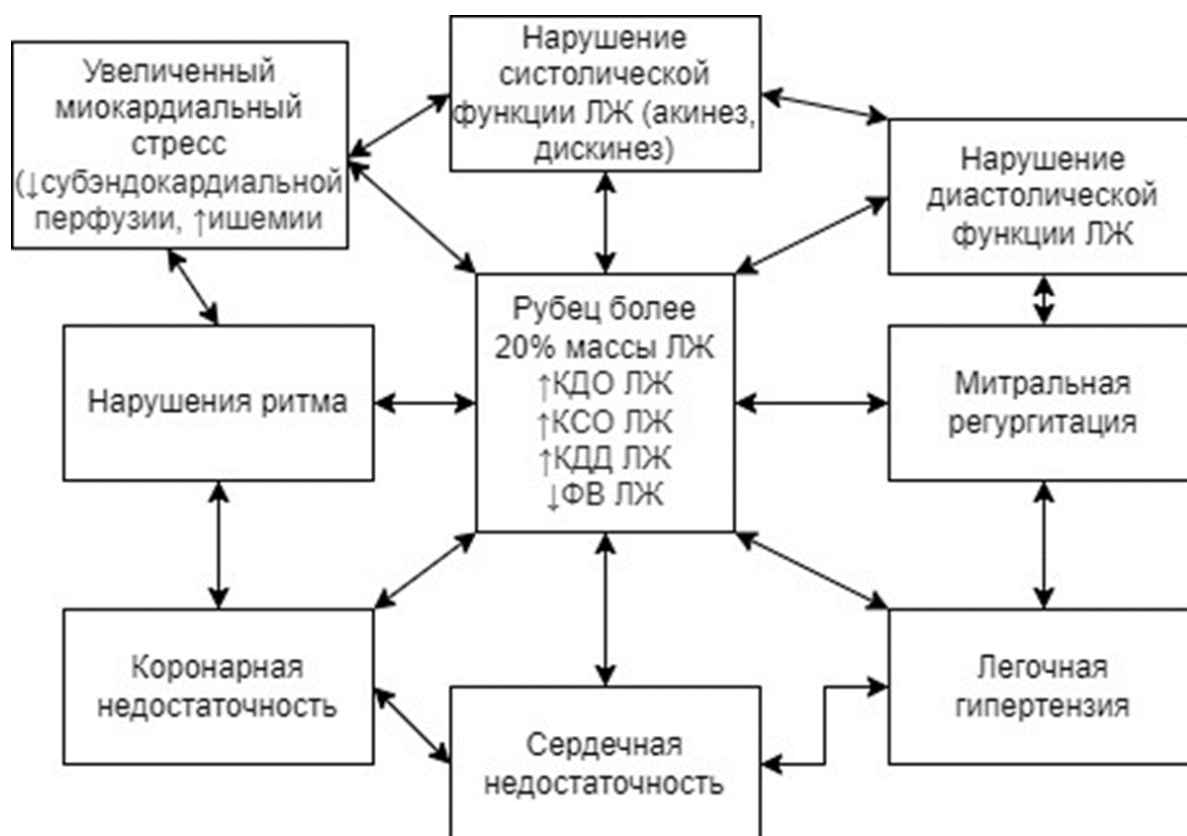 Увеличенный
миокардиальный
стресс
(↓субэндокардиальной
перфузии, ↑ишемии
Нарушение
систолической
функции ЛЖ (акинез,
дискинез)
Нарушение
диастолической
функции ЛЖ
Нарушения ритма
Рубец более
20% массы ЛЖ
↑КДО ЛЖ
↑КСО ЛЖ
↑КДД ЛЖ
↓ФВ ЛЖ
Митральная
регургитация
Коронарная
недостаточность
Сердечная
недостаточность
Легочная
гипертензия